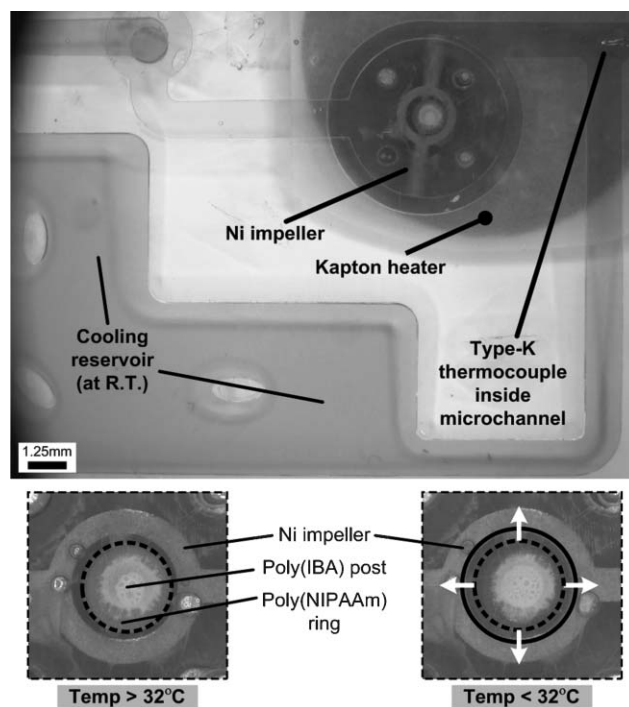 Ni impeller
Kapton heater
Cooling
reservoir
(at R.T.)
Type-K
thermocouple
inside
microchannel
1.25mm
Ni impeller
Poly(IBA) post
Poly(NIPAAm)
ring
Temp > 32°C
Temp < 32°C